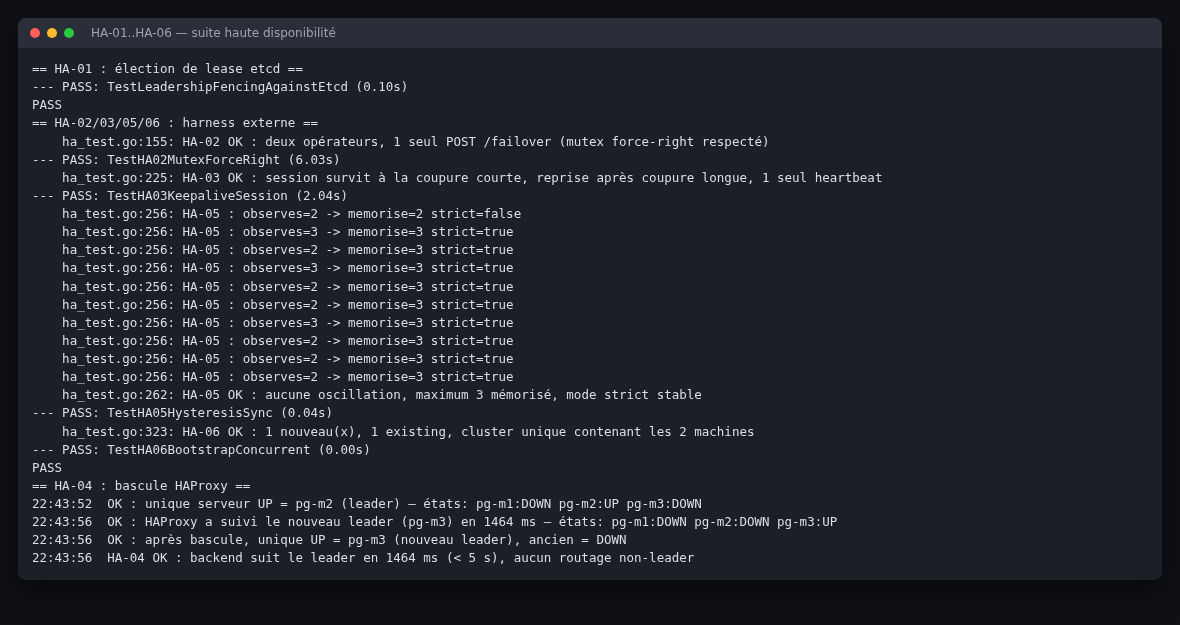 HA-01..HA-06 — suite haute disponibilité
== HA-01 : élection de lease etcd ==
--- PASS: TestLeadershipFencingAgainstEtcd (0.10s)
PASS
== HA-02/03/05/06 : harness externe ==
    ha_test.go:155: HA-02 OK : deux opérateurs, 1 seul POST /failover (mutex force-right respecté)
--- PASS: TestHA02MutexForceRight (6.03s)
    ha_test.go:225: HA-03 OK : session survit à la coupure courte, reprise après coupure longue, 1 seul heartbeat
--- PASS: TestHA03KeepaliveSession (2.04s)
    ha_test.go:256: HA-05 : observes=2 -> memorise=2 strict=false
    ha_test.go:256: HA-05 : observes=3 -> memorise=3 strict=true
    ha_test.go:256: HA-05 : observes=2 -> memorise=3 strict=true
    ha_test.go:256: HA-05 : observes=3 -> memorise=3 strict=true
    ha_test.go:256: HA-05 : observes=2 -> memorise=3 strict=true
    ha_test.go:256: HA-05 : observes=2 -> memorise=3 strict=true
    ha_test.go:256: HA-05 : observes=3 -> memorise=3 strict=true
    ha_test.go:256: HA-05 : observes=2 -> memorise=3 strict=true
    ha_test.go:256: HA-05 : observes=2 -> memorise=3 strict=true
    ha_test.go:256: HA-05 : observes=2 -> memorise=3 strict=true
    ha_test.go:262: HA-05 OK : aucune oscillation, maximum 3 mémorisé, mode strict stable
--- PASS: TestHA05HysteresisSync (0.04s)
    ha_test.go:323: HA-06 OK : 1 nouveau(x), 1 existing, cluster unique contenant les 2 machines
--- PASS: TestHA06BootstrapConcurrent (0.00s)
PASS
== HA-04 : bascule HAProxy ==
22:43:52  OK : unique serveur UP = pg-m2 (leader) — états: pg-m1:DOWN pg-m2:UP pg-m3:DOWN
22:43:56  OK : HAProxy a suivi le nouveau leader (pg-m3) en 1464 ms — états: pg-m1:DOWN pg-m2:DOWN pg-m3:UP
22:43:56  OK : après bascule, unique UP = pg-m3 (nouveau leader), ancien = DOWN
22:43:56  HA-04 OK : backend suit le leader en 1464 ms (< 5 s), aucun routage non-leader